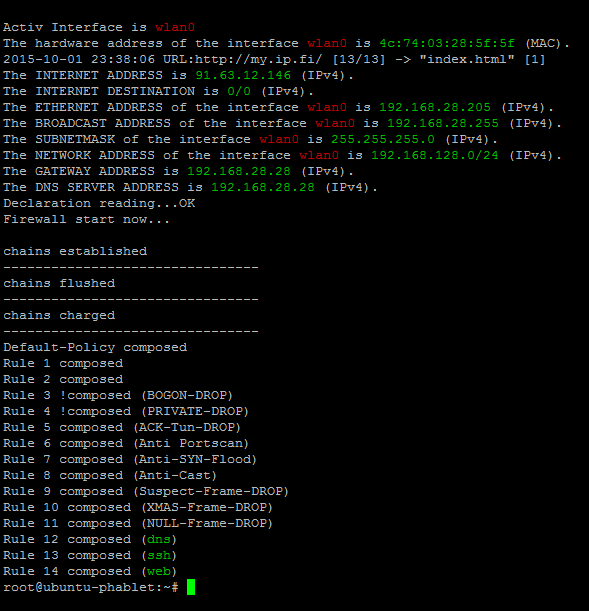 Activ Interface is wlan0
The hardware address of the interface wlan0 is 4c:74:03:28:5f:5f (MAC).
2015-10-01 23:38:06 URL:http://my.ip.fi/ [13/13] -> "index.html" [1]
The INTERNET ADDRESS is 91.63.12.146 (IPv4).
The INTERNET DESTINATION is 0/0 (IPv4).
The ETHERNET ADDRESS of the interface wlan0 is 192.168.28.205 (IPv4).
The BROADCAST ADDRESS of the interface wlan0 is 192.168.28.255 (IPv4).
The SUBNETMASK of the interface wlan0 is 255.255.255.0 (IPv4).
The NETWORK ADDRESS of the interface wlan0 is 192.168.128.0/24 (IPv4).
The GATEWAY ADDRESS is 192.168.28.28 (IPv4).
The DNS SERVER ADDRESS is 192.168.28.28 (IPv4).
Declaration reading...OK
Firewall start now...
chains established
--------------------------------
chains flushed
--------------------------------
chains charged
--------------------------------
Default-Policy composed
Rule 1 composed
Rule 2 composed
Rule 3 !composed (BOGON-DROP)
Rule 4 !composed (PRIVATE-DROP)
Rule 5 composed (ACK-Tun-DROP)
Rule 6 composed (Anti Portscan)
Rule 7 composed (Anti-SYN-Flood)
Rule 8 composed (Anti-Cast)
Rule 9 composed (Suspect-Frame-DROP)
Rule 10 composed (XMAS-Frame-DROP)
Rule 11 composed (NULL-Frame-DROP)
Rule 12 composed (dns)
Rule 13 composed (ssh)
Rule 14 composed (web)
root@ubuntu-phablet:~#